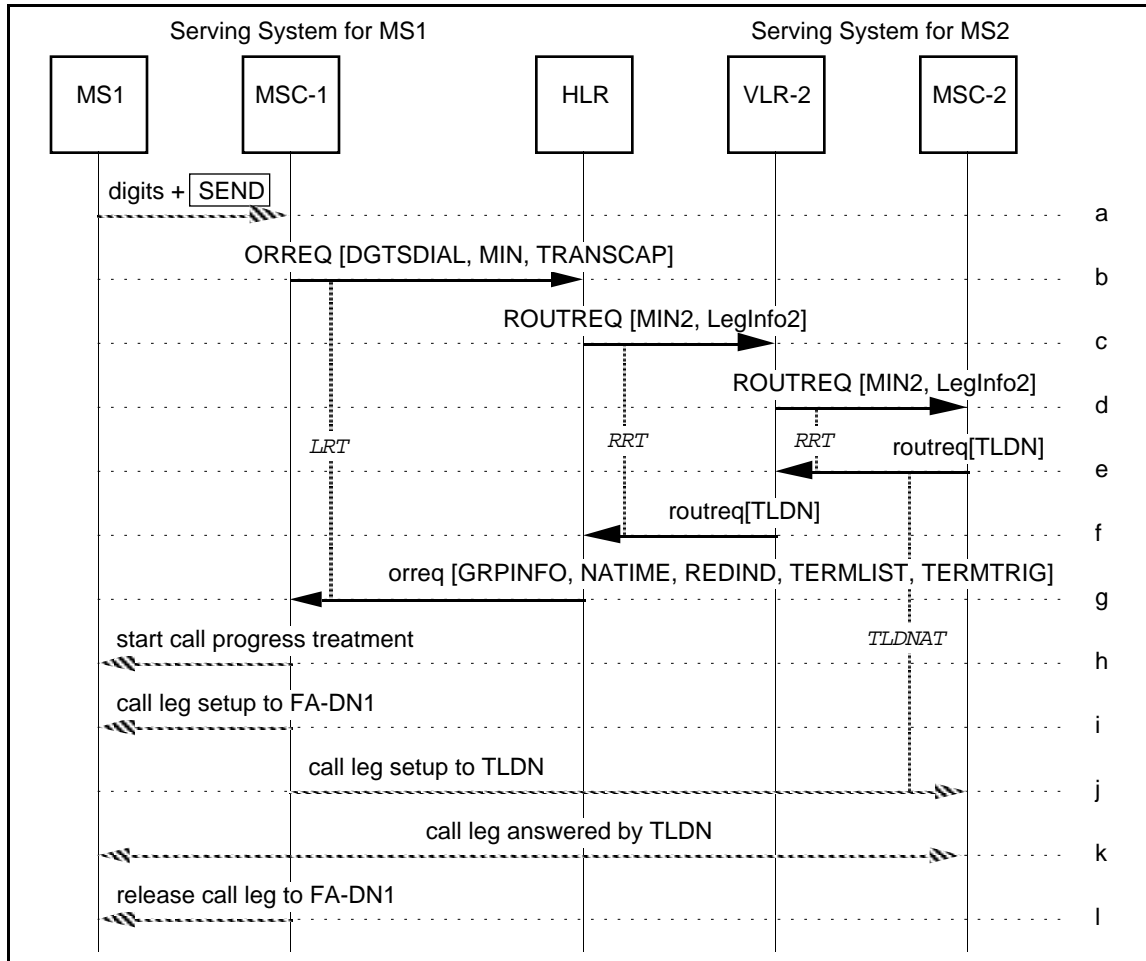 Serving System for MS1
Serving System for MS2
MS1
MSC-1
HLR
VLR-2
MSC-2
digits + SEND
a
ORREQ [DGTSDIAL, MIN, TRANSCAP]
b
ROUTREQ [MIN2, LegInfo2]
c
ROUTREQ [MIN2, LegInfo2]
d
LRT
RRT
RRT
routreq[TLDN]
e
routreq[TLDN]
f
orreq [GRPINFO, NATIME, REDIND, TERMLIST, TERMTRIG]
g
start call progress treatment
TLDNAT
h
call leg setup to FA-DN1
i
call leg setup to TLDN
j
call leg answered by TLDN
k
release call leg to FA-DN1
l